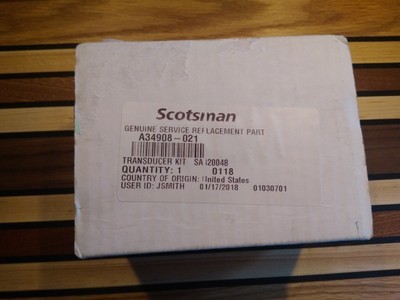 Scotsman
GENUINE SERVICE REPLACEMENT PART
A34908-021
TRANSDUCER KIT
QUANTITY: 1 0118
COUNTRY OF ORIGIN: United States
USER ID: JSMITH 01/17/2018 01030701